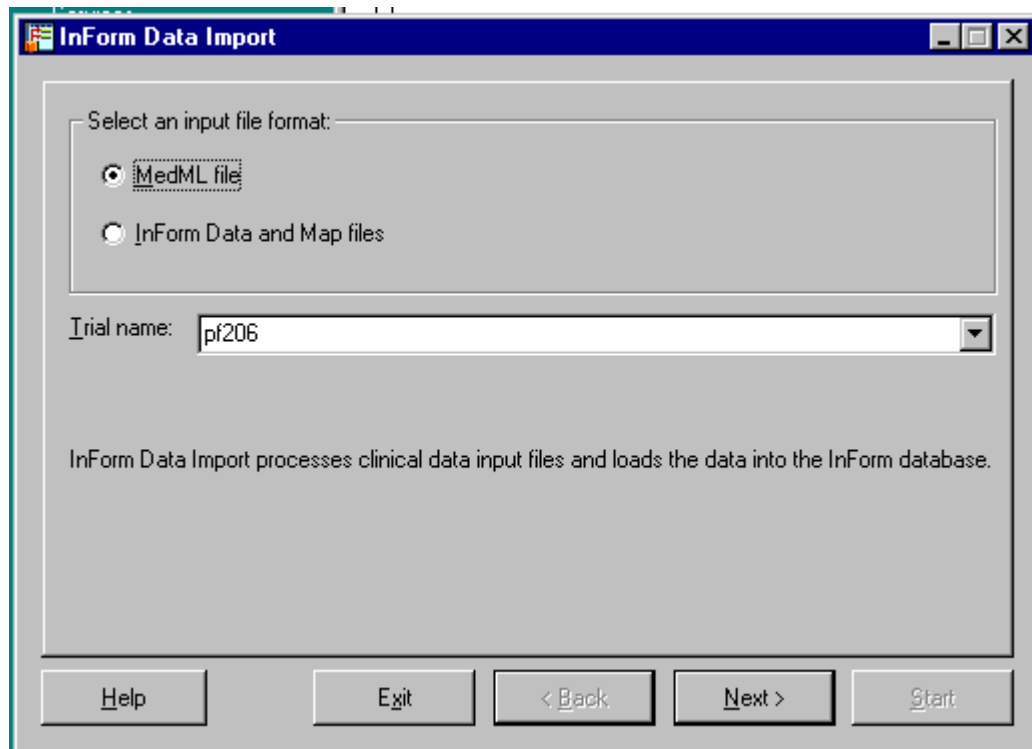 InForm Data Import
Select an input file format:
MedML file
InForm Data and Map files
Trial name: pf206
InForm Data Import processes clinical data input files and loads the data into the InForm database.
Help Exit < Back Next > Start